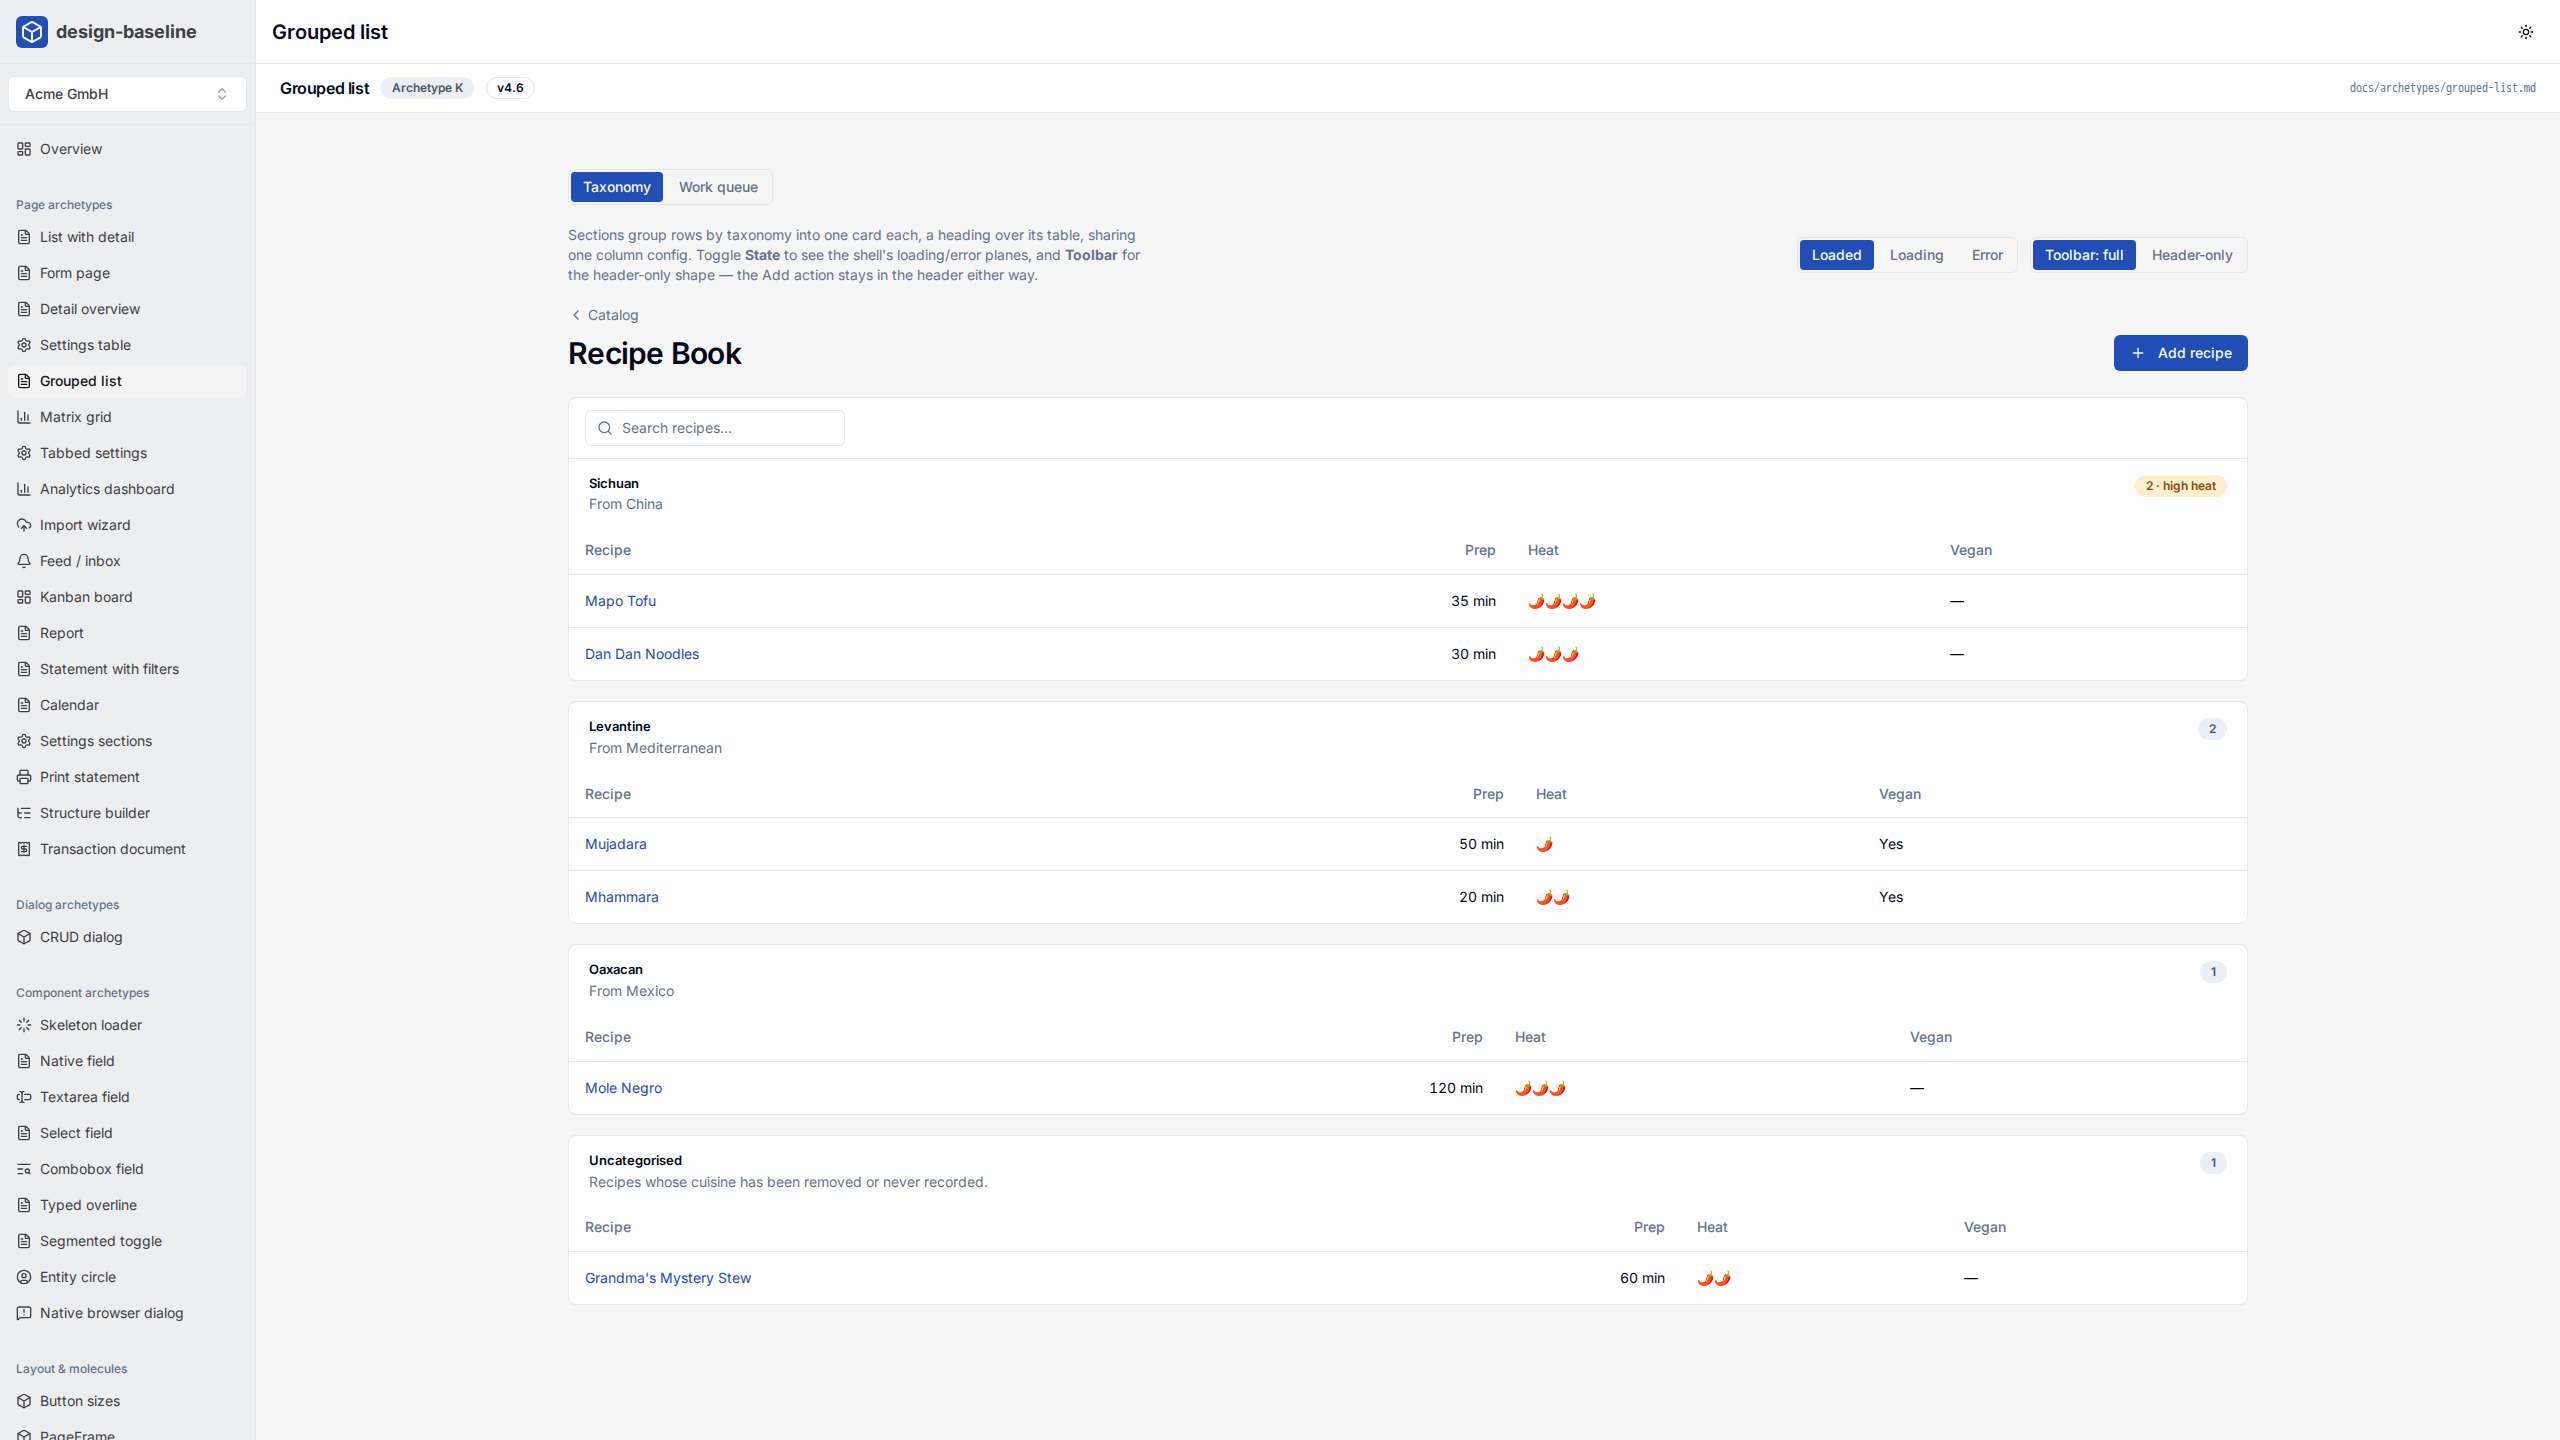 design-baseline
Acme GmbH
Overview
Page archetypes
List with detail
Form page
Detail overview
Settings table
Grouped list
Matrix grid
Tabbed settings
Analytics dashboard
Import wizard
Feed / inbox
Kanban board
Report
Statement with filters
Calendar
Settings sections
Print statement
Structure builder
Transaction document
Dialog archetypes
CRUD dialog
Component archetypes
Skeleton loader
Native field
Textarea field
Select field
Combobox field
Typed overline
Segmented toggle
Entity circle
Native browser dialog
Layout & molecules
Button sizes
PageFrame
Grouped list
Grouped list Archetype K v4.6 docs/archetypes/grouped-list.md
Taxonomy Work queue
Sections group rows by taxonomy into one card each, a heading over its table, sharing
one column config. Toggle State to see the shell's loading/error planes, and Toolbar for
the header-only shape — the Add action stays in the header either way.
Loaded Loading Error Toolbar: full Header-only
Catalog
Recipe Book
Add recipe
Search recipes...
Sichuan
From China
2 · high heat
Recipe Prep Heat Vegan
Mapo Tofu 35 min 🌶️🌶️🌶️🌶️ —
Dan Dan Noodles 30 min 🌶️🌶️🌶️ —
Levantine
From Mediterranean
2
Recipe Prep Heat Vegan
Mujadara 50 min 🌶️ Yes
Mhammara 20 min 🌶️🌶️ Yes
Oaxacan
From Mexico
1
Recipe Prep Heat Vegan
Mole Negro 120 min 🌶️🌶️🌶️ —
Uncategorised
Recipes whose cuisine has been removed or never recorded.
1
Recipe Prep Heat Vegan
Grandma's Mystery Stew 60 min 🌶️🌶️ —